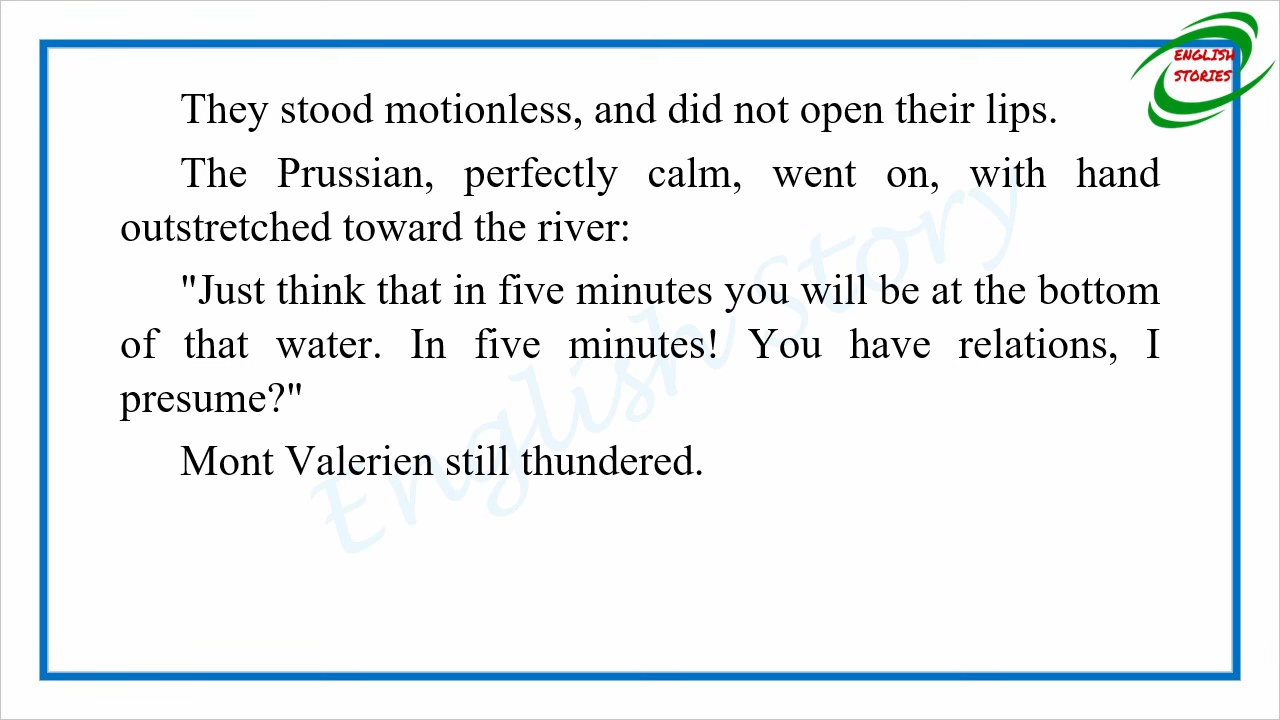 ENGLISH
STORIES
They stood motionless, and did not open their lips.
The Prussian, perfectly calm, went on, with hand
outstretched toward the river:
"Just think that in five minutes you will be at the bottom
of that water. In five minutes! You have relations, I
presume?"
Mont Valerien still thundered.
English Story